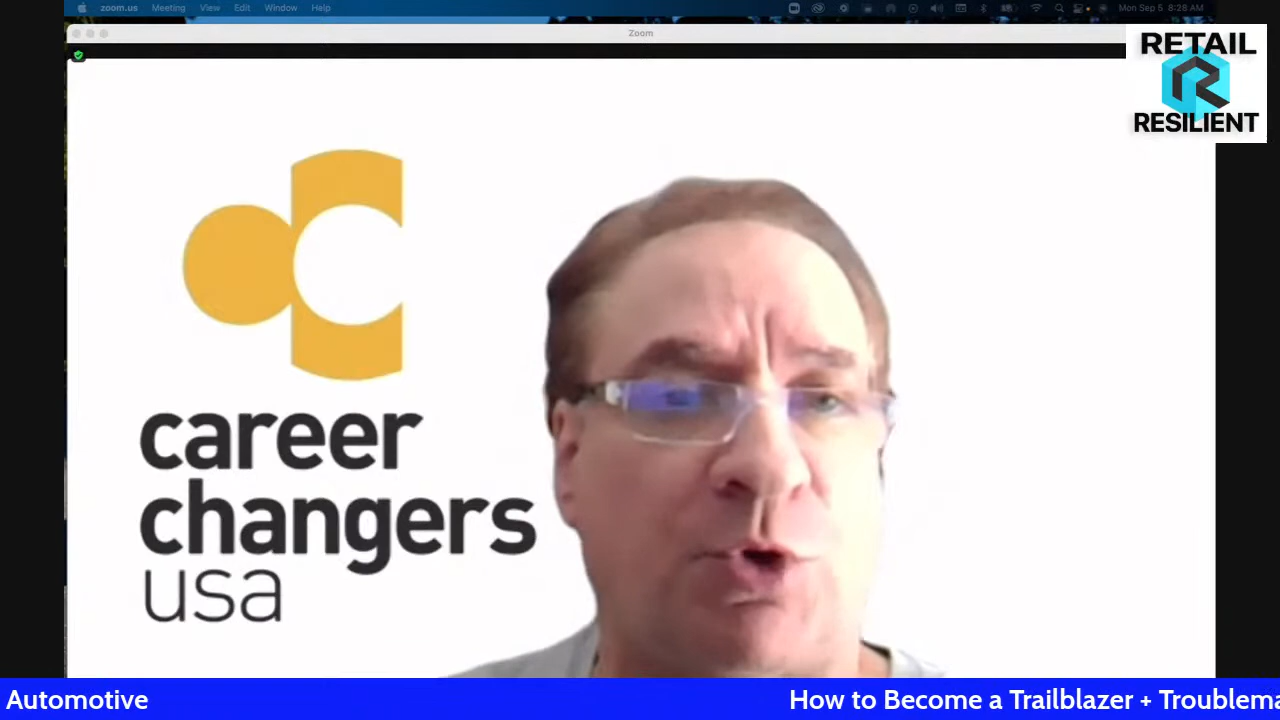 zoom.us Meeting View Edit Window Help Mon Sep 5 8:28 AM
Zoom
RETAIL
RESILIENT
career
changers
usa
Automotive How to Become a Trailblazer + Troublema